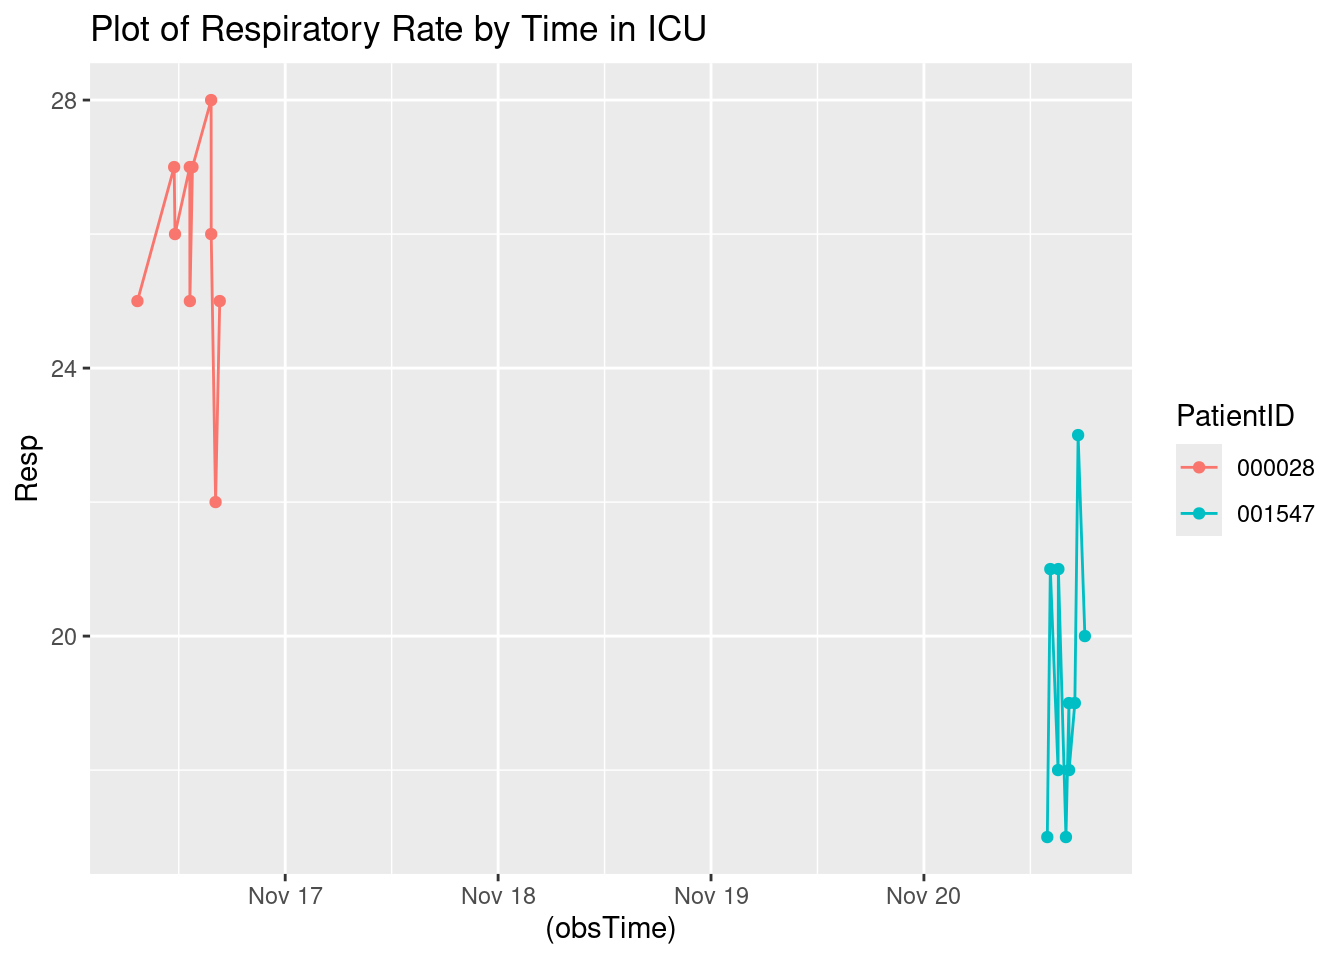 Plot of Respiratory Rate by Time in ICU
28
24
20
Resp
Nov 17
Nov 18
Nov 19
Nov 20
(obsTime)
PatientID
000028
001547